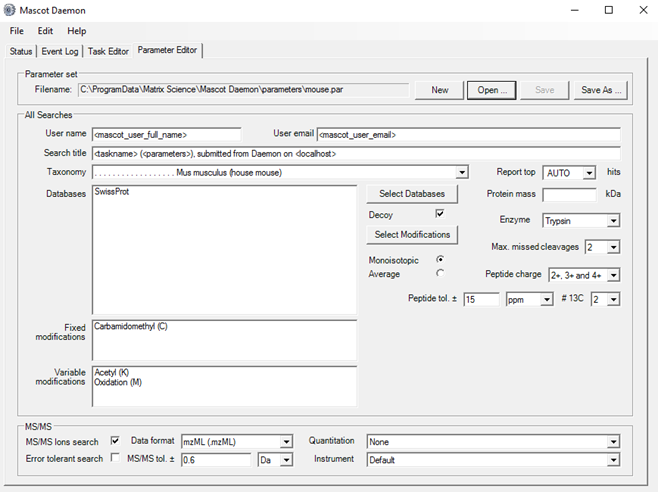 Mascot Daemon
File Edit Help
Status Event Log Task Editor Parameter Editor
Parameter set
Filename: C:\ProgramData\Matrix Science\Mascot Daemon\parameters\mouse.par New Open ... Save Save As ...
All Searches
User name <mascot_user_full_name> User email <mascot_user_email>
Search title <taskname> (<parameters>), submitted from Daemon on <localhost>
Taxonomy . . . . . . . . . . . . . . . . . . Mus musculus (house mouse) Report top AUTO hits
Databases SwissProt Select Databases Protein mass kDa
Decoy Enzyme Trypsin
Select Modifications
Max. missed cleavages 2
Monoisotopic
Average Peptide charge 2+, 3+ and 4+
Peptide tol. ± 15 ppm # 13C 2
Fixed modifications Carbamidomethyl (C)
Variable modifications Acetyl (K)
Oxidation (M)
MS/MS
MS/MS Ions search Data format mzML (.mzML) Quantitation None
Error tolerant search MS/MS tol. ± 0.6 Da Instrument Default